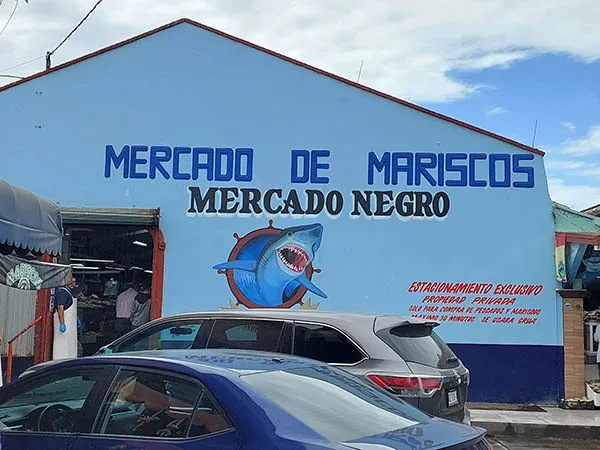 MERCADO DE MARISCOS
MERCADO NEGRO
ESTACIONAMIENTO EXCLUSIVO
PROPIEDAD PRIVADA
SOLO PARA COMPRA DE PESCADOS Y MARISCOS
MAXIMO 30 MINUTOS SE USARA GRUA